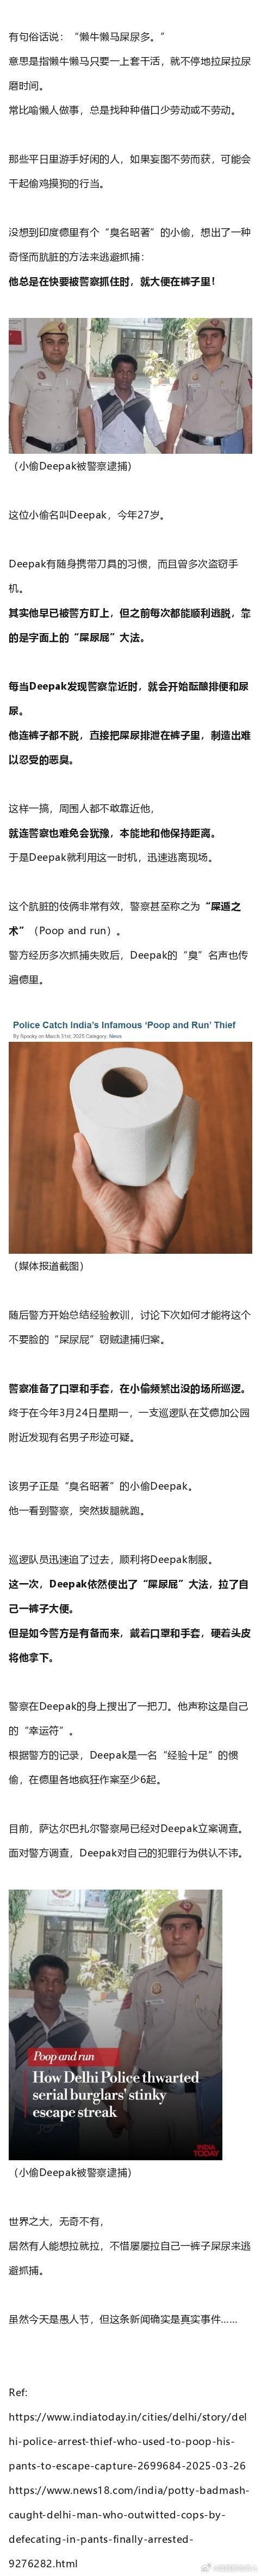 有句俗话说：“懒牛懒马屎尿多。”
意思是指懒牛懒马只要一上套干活，就不停地拉屎拉尿
磨时间。
常比喻懒人做事，总是找种种借口少劳动或不劳动。
那些平日里游手好闲的人，如果妄图不劳而获，可能会
干起偷鸡摸狗的行当。
没想到印度德里有个“臭名昭著”的小偷，想出了一种
奇怪而肮脏的方法来逃避抓捕：
他总是在快要被警察抓住时，就大便在裤子里！
（小偷Deepak被警察逮捕）
这位小偷名叫Deepak，今年27岁。
Deepak有随身携带刀具的习惯，而且曾多次盗窃手
机。
其实他早已被警方盯上，但之前每次都能顺利逃脱，靠
的是字面上的“屎尿屁”大法。
每当Deepak发现警察靠近时，就会开始酝酿排便和尿
尿。
他连裤子都不脱，直接把屎尿排泄在裤子里，制造出难
以忍受的恶臭。
这样一搞，周围人都不敢靠近他，
就连警察也难免会犹豫，本能地和他保持距离。
于是Deepak就利用这一时机，迅速逃离现场。
这个肮脏的伎俩非常有效，警察甚至称之为“屎遁之
术”（Poop and run）。
警方经历多次抓捕失败后，Deepak的“臭”名声也传
遍德里。
Police Catch India's Infamous 'Poop and Run' Thief
By Spooky on March 31st, 2025 Category: News
（媒体报道截图）
随后警方开始总结经验教训，讨论下次如何才能将这个
不要脸的“屎尿屁”窃贼逮捕归案。
警察准备了口罩和手套，在小偷频繁出没的场所巡逻。
终于在今年3月24日星期一，一支巡逻队在艾德加公园
附近发现有名男子形迹可疑。
该男子正是“臭名昭著”的小偷Deepak。
他一看到警察，突然拔腿就跑。
巡逻队员迅速追了过去，顺利将Deepak制服。
这一次，Deepak依然使出了“屎尿屁”大法，拉了自
己一裤子大便。
但是如今警方是有备而来，戴着口罩和手套，硬着头皮
将他拿下。
警察在Deepak的身上搜出了一把刀。他声称这是自己
的“幸运符”。
根据警方的记录，Deepak是一名“经验十足”的惯
偷，在德里各地疯狂作案至少6起。
目前，萨达尔巴扎尔警察局已经对Deepak立案调查。
面对警方调查，Deepak对自己的犯罪行为供认不讳。
Poop and run
How Delhi Police thwarted
serial burglars' stinky
escape streak
INDIA
TODAY
（小偷Deepak被警察逮捕）
世界之大，无奇不有，
居然有人能想拉就拉，不惜屡屡拉自己一裤子屎尿来逃
避抓捕。
虽然今天是愚人节，但这条新闻确实是真实事件……
Ref:
https://www.indiatoday.in/cities/delhi/story/del
hi-police-arrest-thief-who-used-to-poop-his-
pants-to-escape-capture-2699684-2025-03-26
https://www.news18.com/india/potty-badmash-
caught-delhi-man-who-outwitted-cops-by-
defecating-in-pants-finally-arrested-
9276282.html